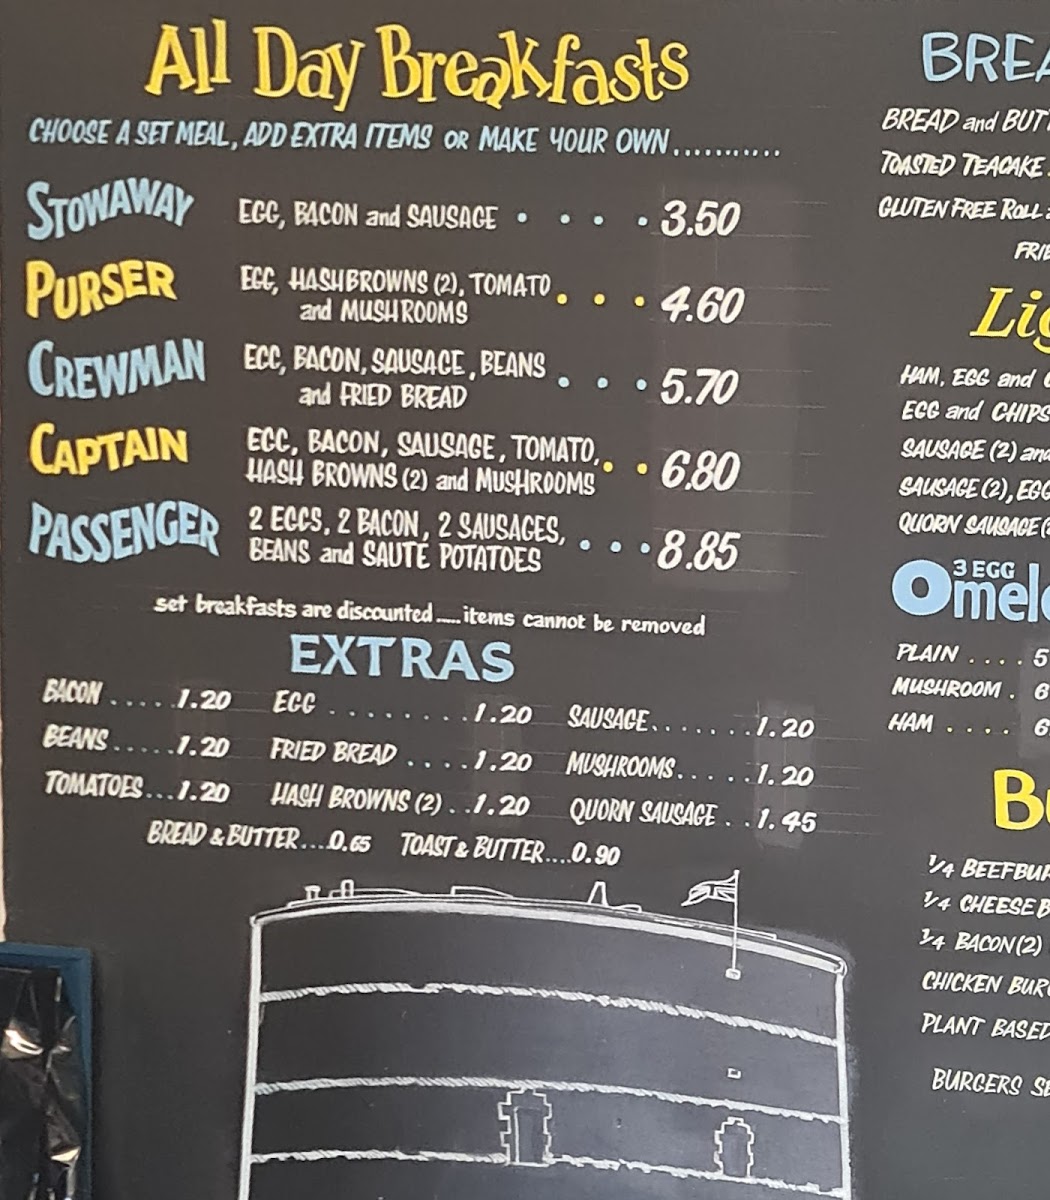 All Day Breakfasts
CHOOSE A SET MEAL, ADD EXTRA ITEMS OR MAKE YOUR OWN...........
STOWAWAY EGG, BACON and SAUSAGE . . . . 3.50
PURSER EGG, HASHBROWNS (2), TOMATO
and MUSHROOMS . . . 4.60
CREWMAN EGG, BACON, SAUSAGE, BEANS
and FRIED BREAD . . . 5.70
CAPTAIN EGG, BACON, SAUSAGE, TOMATO,
HASH BROWNS (2) and MUSHROOMS . . 6.80
PASSENGER 2 EGGS, 2 BACON, 2 SAUSAGES,
BEANS and SAUTE POTATOES . . . 8.85
set breakfasts are discounted.....items cannot be removed
EXTRAS
BACON.....1.20 EGG ........1.20 SAUSAGE.......1.20
BEANS.....1.20 FRIED BREAD ....1.20 MUSHROOMS.....1.20
TOMATOES...1.20 HASH BROWNS (2)..1.20 QUORN SAUSAGE ..1.45
BREAD & BUTTER....0.65 TOAST & BUTTER....0.90
BREAD and
TOASTED TEACAKE
GLUTEN FREE ROLL
HAM, EGG and
EGG and CHIPS
SAUSAGE (2) and
SAUSAGE (2), EGG
QUORN SAUSAGE
3 EGG
PLAIN .... 5
MUSHROOM . 6
HAM .... 6
1/4
1/4 CHEESE
1/4 BACON (2)
CHICKEN
PLANT BASED
BURGERS